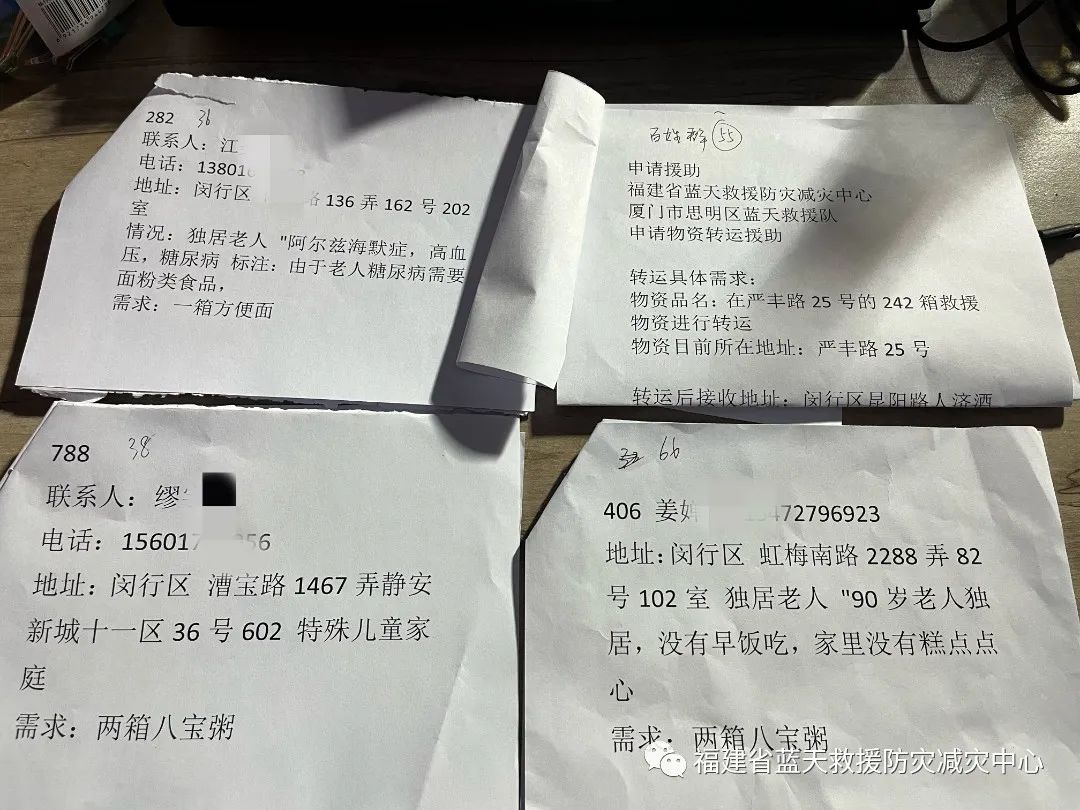 282 36
联系人：江
电话：13801
地址：闵行区 路 136 弄 162 号 202
室
情况：独居老人 "阿尔兹海默症，高血
压，糖尿病 标注：由于老人糖尿病需要
面粉类食品，
需求：一箱方便面
百姓群 55
申请援助
福建省蓝天救援防灾减灾中心
厦门市思明区蓝天救援队
申请物资转运援助
转运具体需求：
物资品名：在严丰路 25 号的 242 箱救援
物资进行转运
物资目前所在地址：严丰路 25 号
转运后接收地址：闵行区昆阳路人济洒
788 38
联系人：缪
电话：15601 56
地址：闵行区 漕宝路 1467 弄静安
新城十一区 36 号 602 特殊儿童家
庭
需求：两箱八宝粥
66
406 姜婵 472796923
地址：闵行区 虹梅南路 2288 弄 82
号 102 室 独居老人 "90 岁老人独
居，没有早饭吃，家里没有糕点点
心
需求：两箱八宝粥
福建省蓝天救援防灾减灾中心